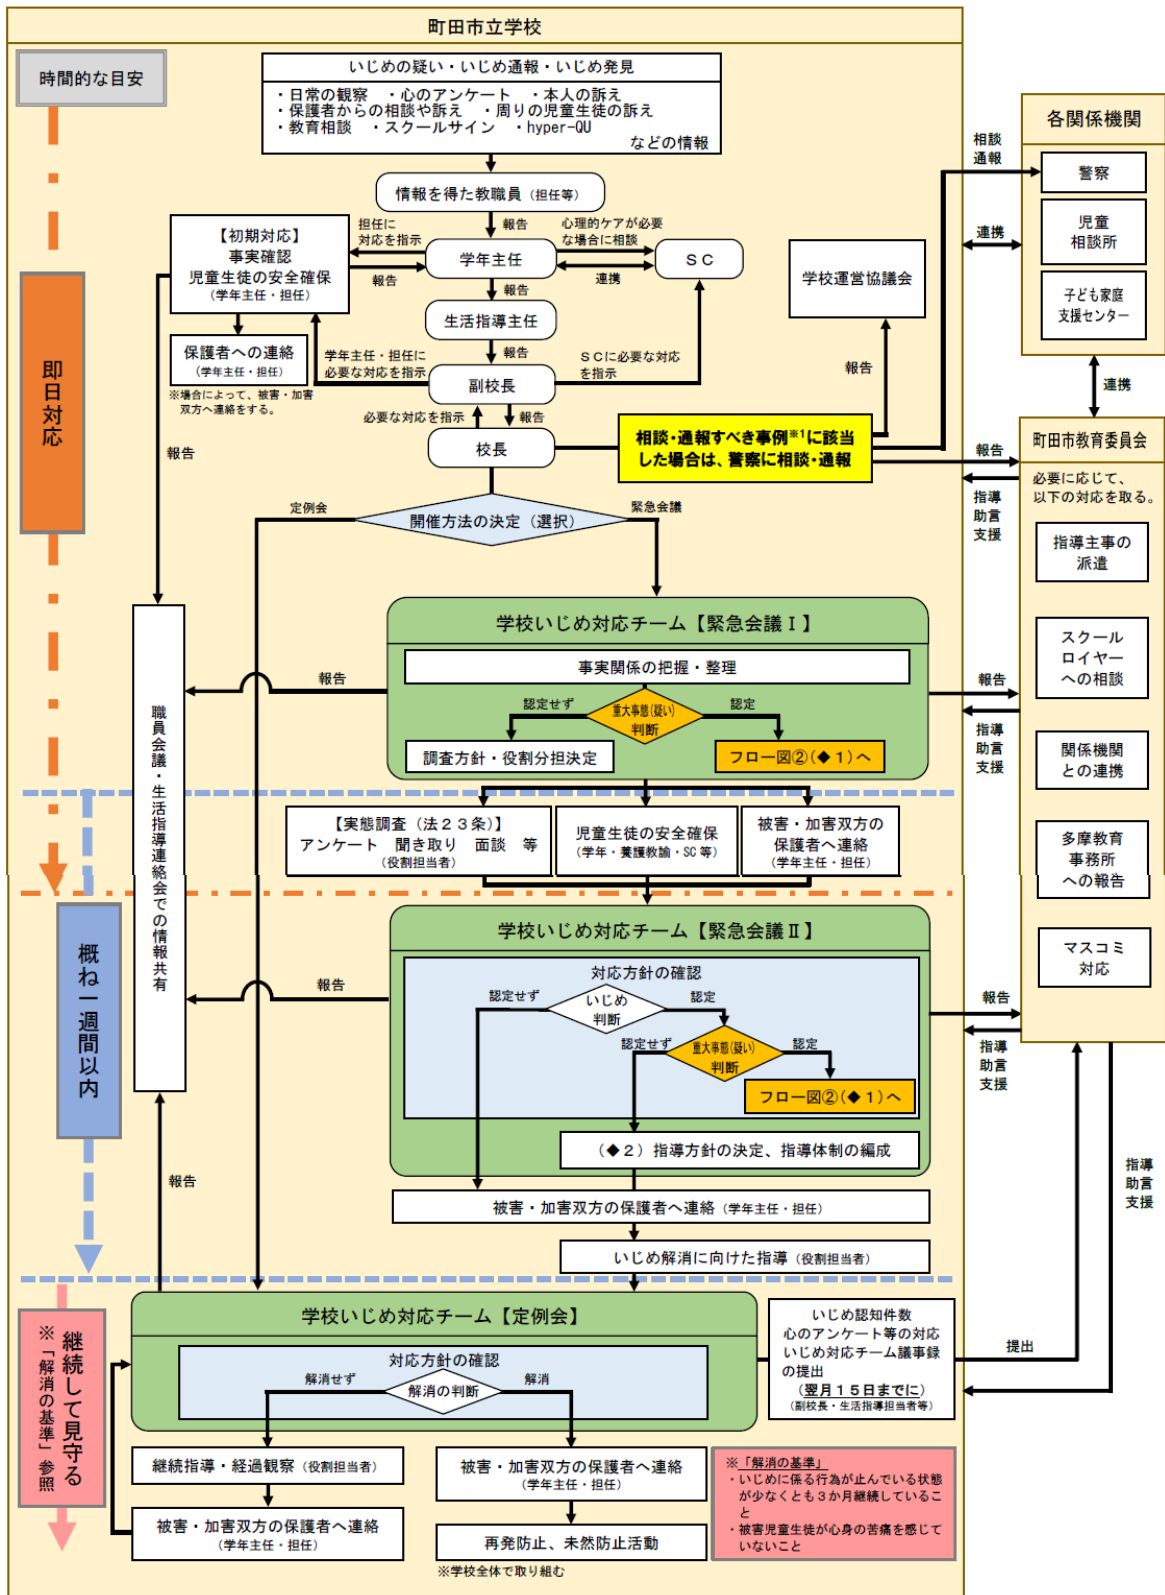 町田市立学校
時間的な目安
いじめの疑い・いじめ通報・いじめ発見
・日常の観察　・心のアンケート　・本人の訴え
・保護者からの相談や訴え　・周りの児童生徒の訴え
・教育相談　・スクールサイン　・hyper-QU
などの情報
情報を得た教職員（担任等）
報告
担任に
対応を指示
心理的ケアが必要
な場合に相談
【初期対応】
事実確認
児童生徒の安全確保
（学年主任・担任）
報告
学年主任
連携
ＳＣ
報告
生活指導主任
報告
保護者への連絡
（学年主任・担任）
※場合によって、被害・加害
双方へ連絡をする。
学年主任・担任に
必要な対応を指示
副校長
ＳＣに必要な対応
を指示
必要な対応を指示
報告
校長
相談・通報すべき事例※1に該当
した場合は、警察に相談・通報
学校運営協議会
報告
相談
通報
連携
各関係機関
警察
児童
相談所
子ども家庭
支援センター
連携
即日対応
報告
報告
指導
助言
支援
町田市教育委員会
必要に応じて、
以下の対応を取る。
指導主事の
派遣
スクール
ロイヤー
への相談
関係機関
との連携
多摩教育
事務所
への報告
マスコミ
対応
定例会
開催方法の決定（選択）
緊急会議
学校いじめ対応チーム【緊急会議Ⅰ】
事実関係の把握・整理
認定せず
重大事態(疑い)
判断
認定
調査方針・役割分担決定
フロー図②(◆１)へ
報告
報告
指導
助言
支援
職員会議・生活指導連絡会での情報共有
【実態調査（法２３条）】
アンケート　聞き取り　面談　等
（役割担当者）
児童生徒の安全確保
（学年・養護教諭・SC 等）
被害・加害双方の
保護者へ連絡
（学年主任・担任）
概ね一週間以内
学校いじめ対応チーム【緊急会議Ⅱ】
対応方針の確認
認定せず
いじめ
判断
認定
認定せず
重大事態(疑い)
判断
認定
フロー図②(◆１)へ
（◆２）指導方針の決定、指導体制の編成
報告
報告
指導
助言
支援
報告
被害・加害双方の保護者へ連絡（学年主任・担任）
いじめ解消に向けた指導（役割担当者）
指導
助言
支援
継続して見守る
※「解消の基準」参照
学校いじめ対応チーム【定例会】
対応方針の確認
解消せず
解消の判断
解消
いじめ認知件数
心のアンケート等の対応
いじめ対応チーム議事録
の提出
（翌月１５日までに）
（副校長・生活指導担当者等）
提出
継続指導・経過観察（役割担当者）
被害・加害双方の保護者へ連絡
（学年主任・担任）
被害・加害双方の保護者へ連絡
（学年主任・担任）
再発防止、未然防止活動
※学校全体で取り組む
※「解消の基準」
・いじめに係る行為が止んでいる状態
が少なくとも３か月継続しているこ
と
・被害児童生徒が心身の苦痛を感じて
いないこと